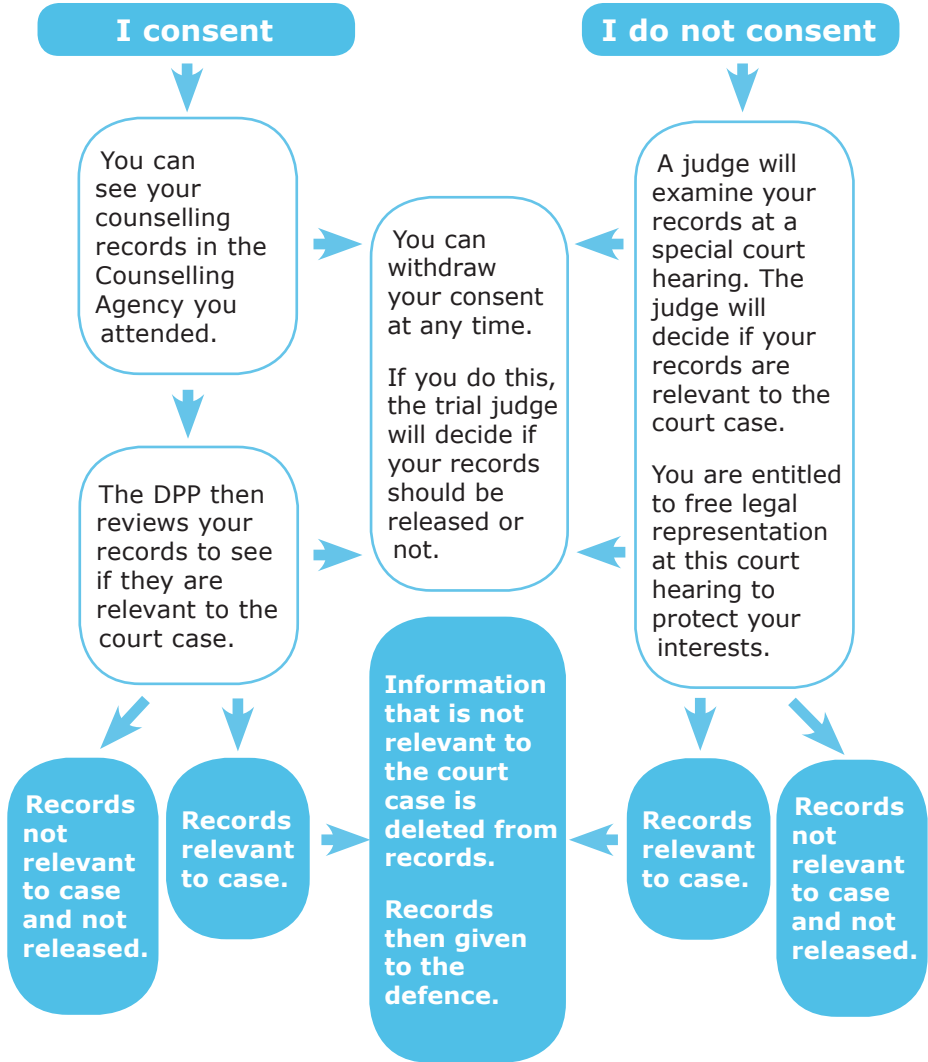 I consent
I do not consent
You can
see your
counselling
records in the
Counselling
Agency you
attended.
The DPP then
reviews your
records to see
if they are
relevant to the
court case.
You can
withdraw
your consent
at any time.
If you do this,
the trial judge
will decide if
your records
should be
released or
not.
A judge will
examine your
records at a
special court
hearing. The
judge will
decide if your
records are
relevant to the
court case.
You are entitled
to free legal
representation
at this court
hearing to
protect your
interests.
Records
not
relevant
to case
and not
released.
Records
relevant
to case.
Information
that is not
relevant to
the court
case is
deleted from
records.
Records
then given
to the
defence.
Records
relevant
to case.
Records
not
relevant
to case
and not
released.